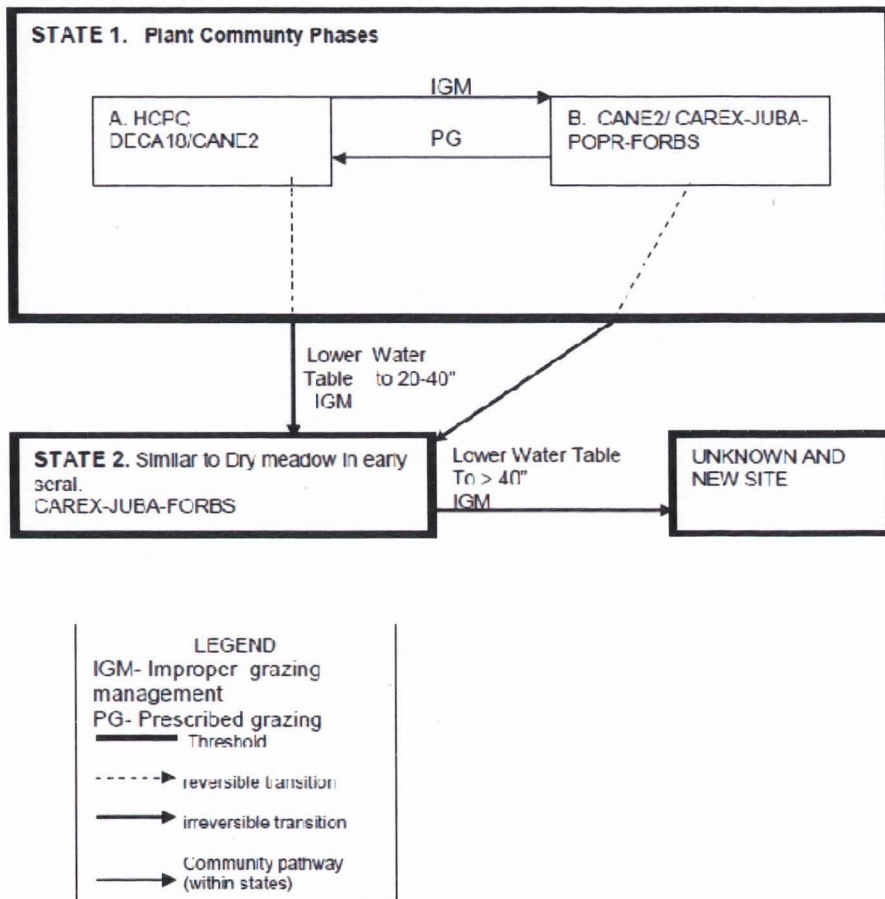 STATE 1. Plant Communty Phases
IGM
A. HCPC
DECA18/CANE2
PG
B. CANE2/ CAREX-JUBA-
POPR-FORBS
Lower Water
Table to 20-40"
IGM
STATE 2. Similar to Dry meadow in early
seral.
CAREX-JUBA-FORBS
Lower Water Table
To > 40"
IGM
UNKNOWN AND
NEW SITE
LEGEND
IGM- Improper grazing
management
PG- Prescribed grazing
Threshold
reversible transition
irreversible transition
Community pathway
(within states)